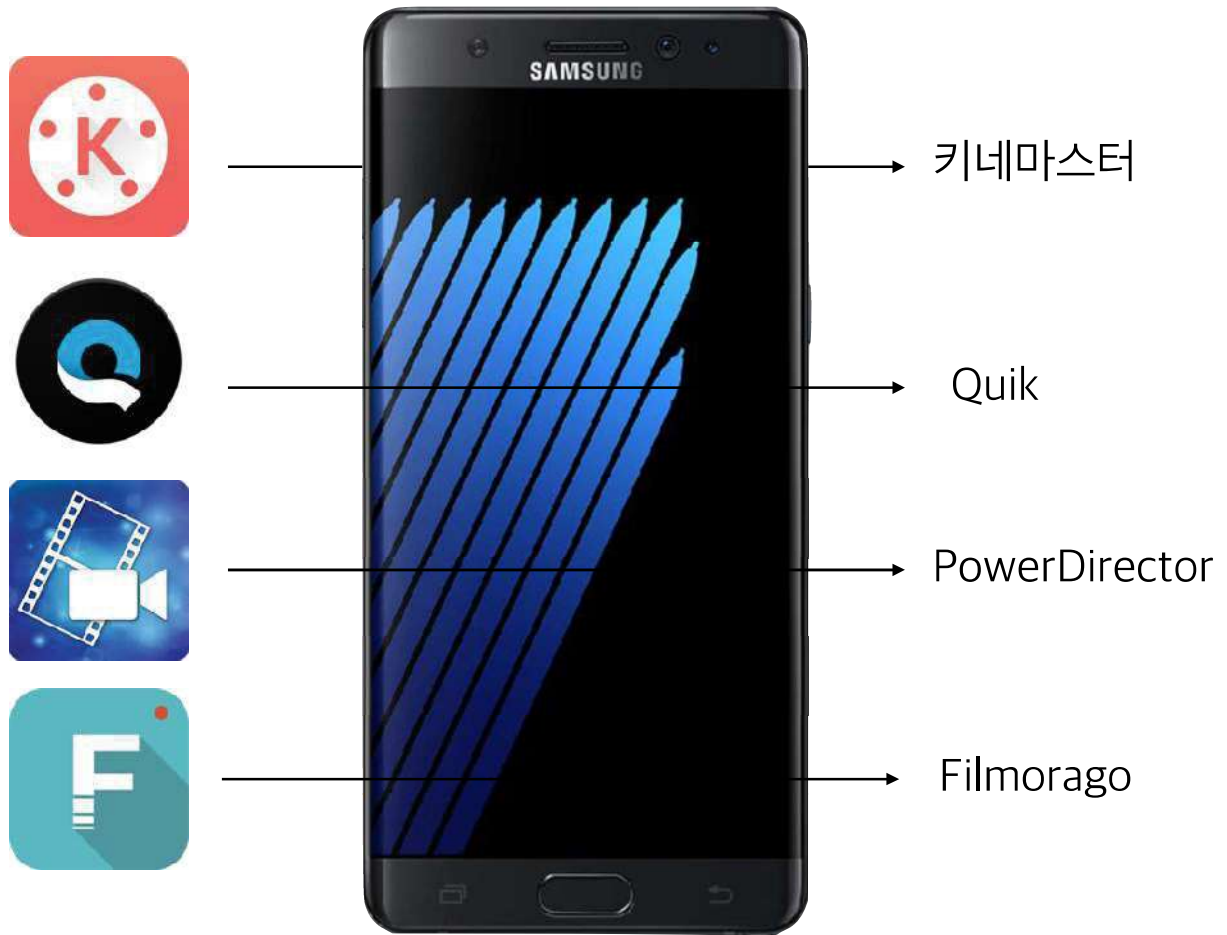 SAMSUNG
K
키네마스터
Quik
PowerDirector
F
Filmorago